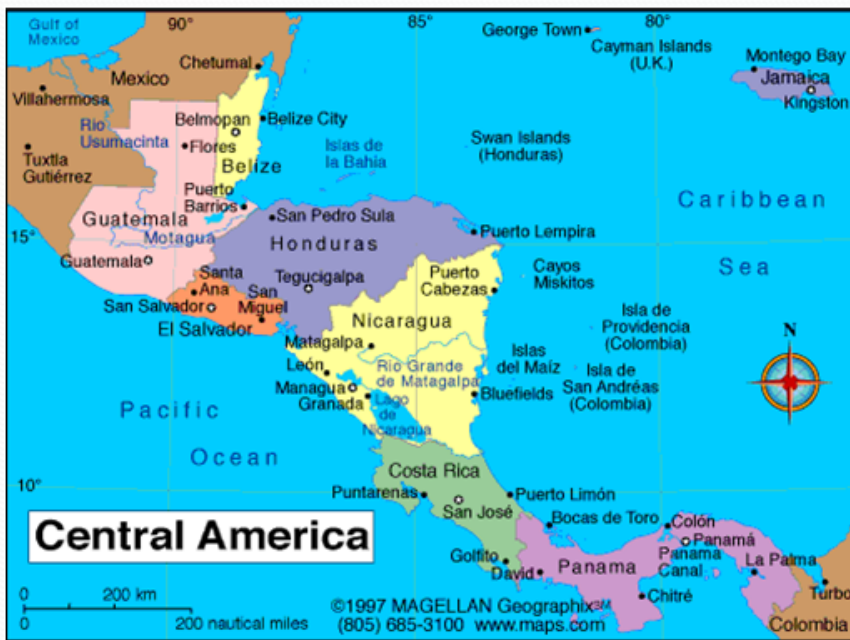 90°
85°
80°
Gulf of
Mexico
Mexico
Chetumal
George Town
Cayman Islands
(U.K.)
Montego Bay
Jamaica
Kingston
Villahermosa
Rio
Usumacinta
Belmopan
Belize City
Flores
Belize
Islas de
la Bahia
Swan Islands
(Honduras)
Tuxtla
Gutiérrez
Puerto
Barrios
Guatemala
Motagua
San Pedro Sula
Honduras
Puerto Lempira
Caribbean
Sea
15°
Guatemala
Santa
Ana
Tegucigalpa
Puerto
Cabezas
Cayos
Miskitos
San Salvador
San
Miguel
El Salvador
Nicaragua
Isla de
Providencia
(Colombia)
N
Matagalpa
León
Rio Grande
de Matagalpa
Islas
del Maíz
Isla de
San Andréas
(Colombia)
Managua
Granada
Lago
de
Nicaragua
Bluefields
Pacific
Ocean
10°
Costa Rica
Puntarenas
San José
Puerto Limón
Bocas de Toro
Colón
Panamá
Panama
Canal
La Palma
Central America
Golfito
David
Panama
Chitré
Turbo
Colombia
0 200 km
0 200 nautical miles
©1997 MAGELLAN Geographix℠
(805) 685-3100 www.maps.com